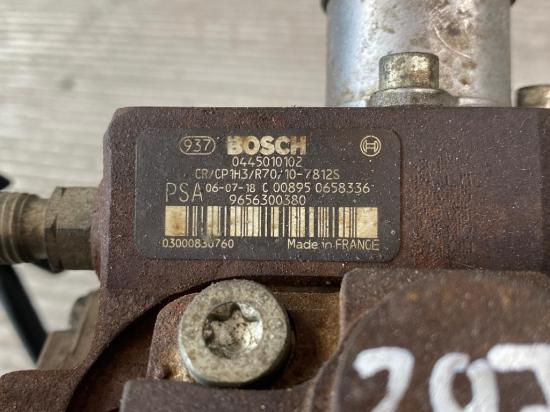 937 BOSCH
0445010102
CR/CP1H3/R70/10-7812S
PSA 06-07-18 C 00895 0658336
9656300380
03000830760 Made in FRANCE